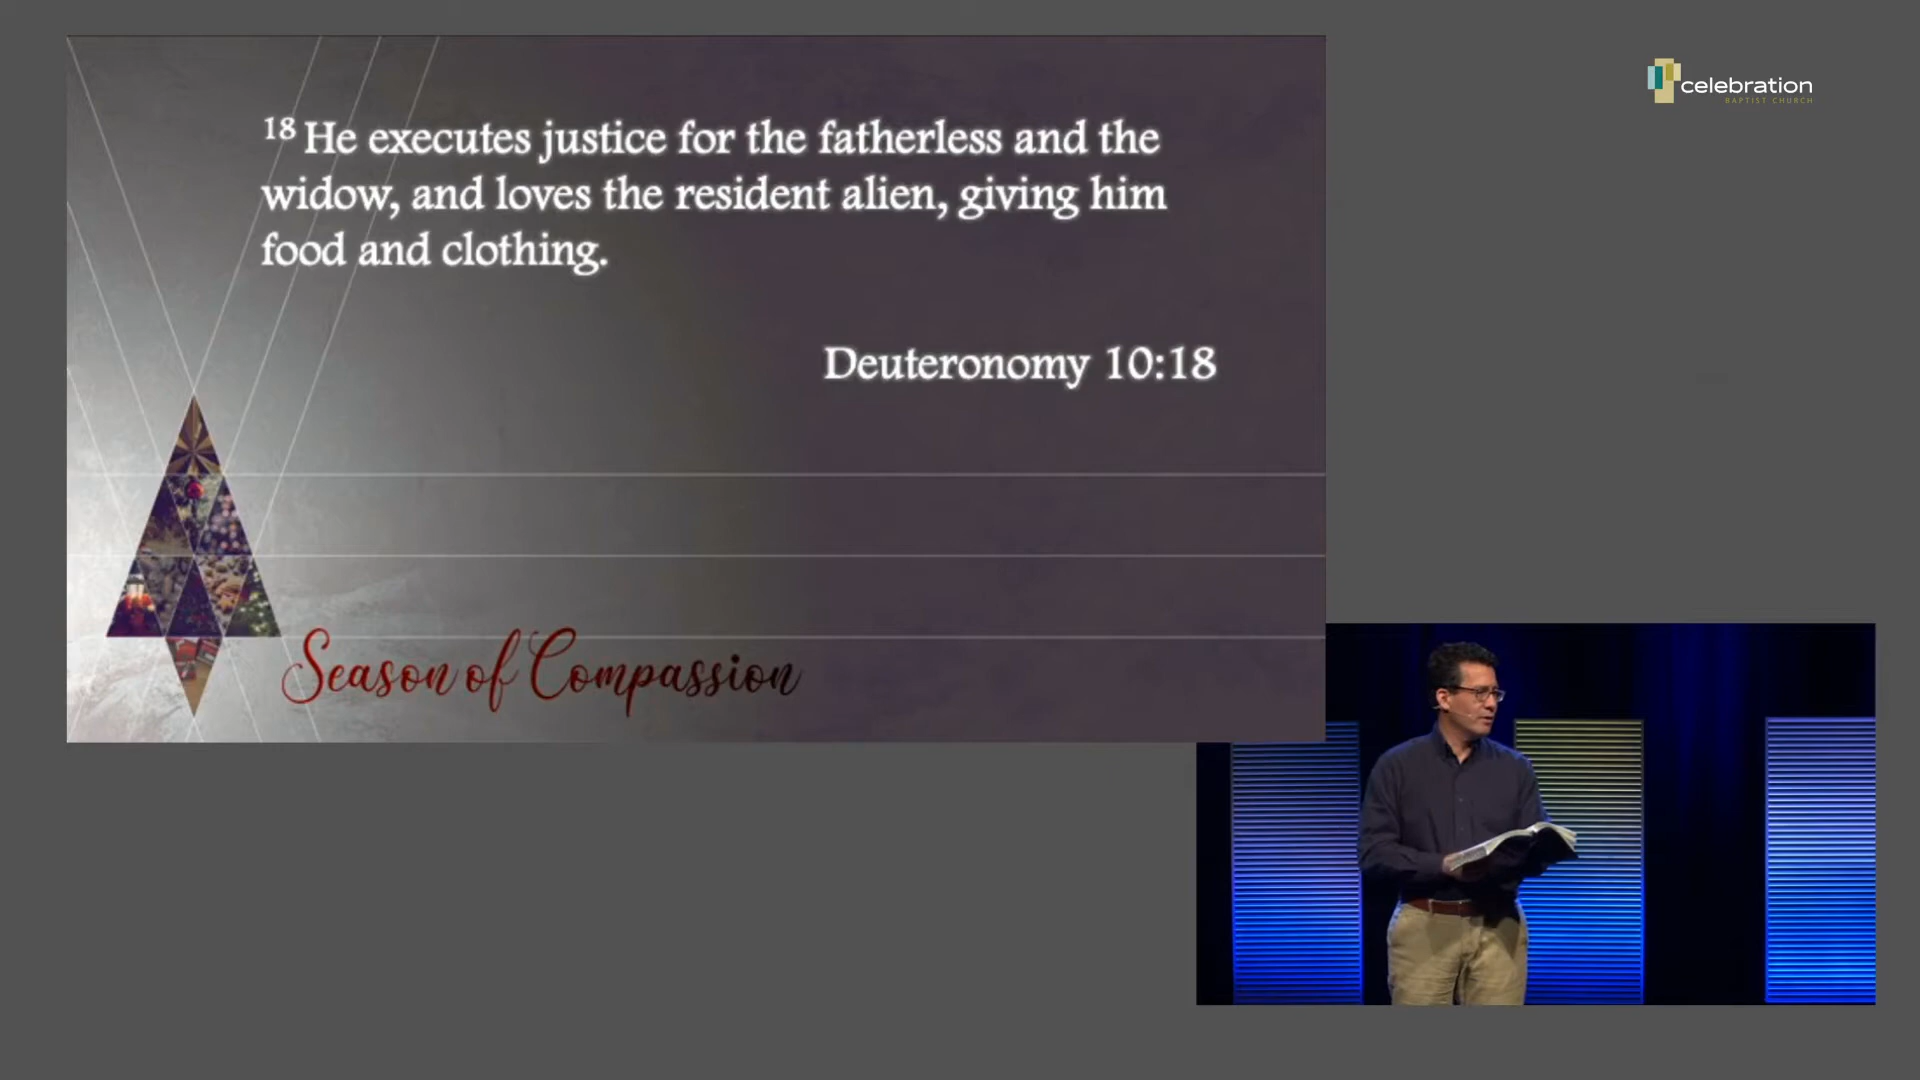 18 He executes justice for the fatherless and the
widow, and loves the resident alien, giving him
food and clothing.
Deuteronomy 10:18
Season of Compassion
celebration
BAPTIST CHURCH